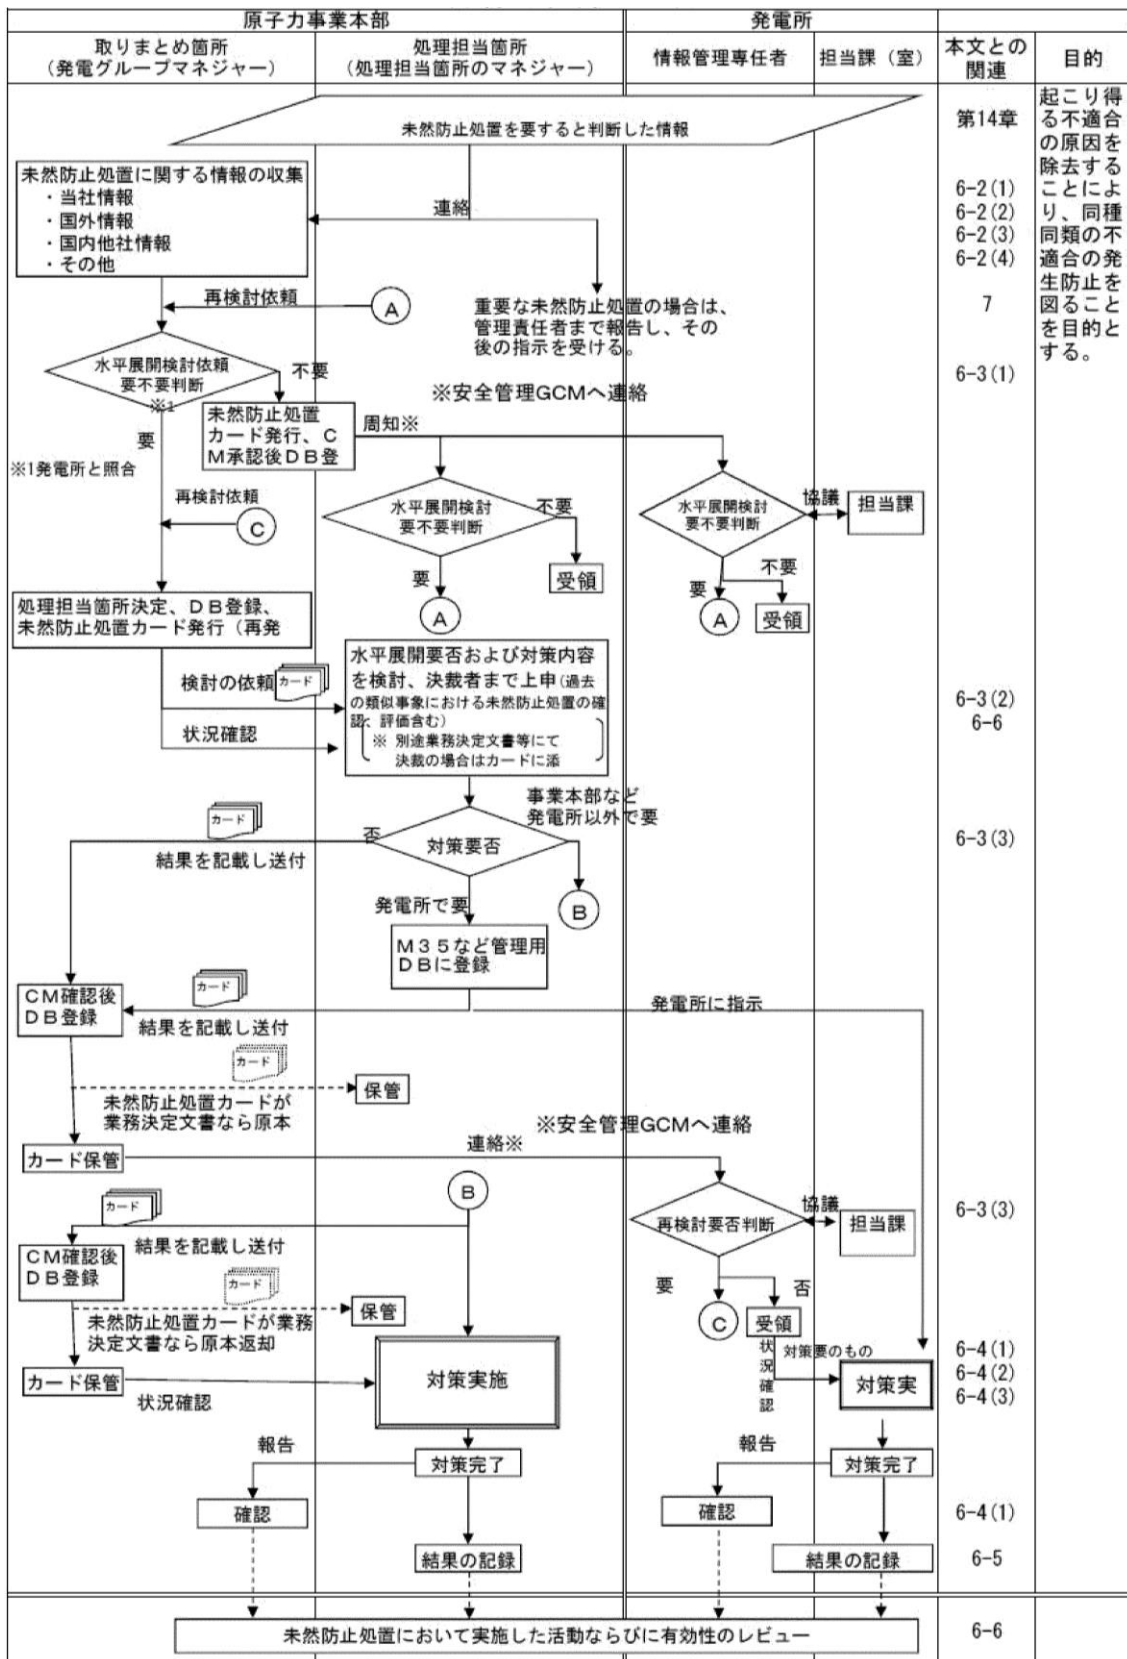 原子力事業本部
発電所
取りまとめ箇所
（発電グループマネジャー）
処理担当箇所
（処理担当箇所のマネジャー）
情報管理専任者
担当課（室）
本文との
関連
目的
未然防止処置を要すると判断した情報
第14章
起こり得
る不適合
の原因を
除去する
ことによ
り、同種
同類の不
適合の発
生防止を
図ること
を目的と
する。
未然防止処置に関する情報の収集
・当社情報
・国外情報
・国内他社情報
・その他
連絡
6-2(1)
6-2(2)
6-2(3)
6-2(4)
7
再検討依頼
A
重要な未然防止処置の場合は、
管理責任者まで報告し、その
後の指示を受ける。
水平展開検討依頼
要不要判断
※1
不要
6-3(1)
※安全管理GCMへ連絡
未然防止処置
カード発行、C
M承認後DB登
周知※
要
※1発電所と照合
再検討依頼
C
水平展開検討
要不要判断
不要
受領
要
A
水平展開検討
要不要判断
協議
担当課
不要
要
A
受領
処理担当箇所決定、DB登録、
未然防止処置カード発行（再発
水平展開要否および対策内容
を検討、決裁者まで上申(過去
の類似事象における未然防止処置の確
認、評価含む)
※ 別途業務決定文書等にて
決裁の場合はカードに添
検討の依頼
カード
状況確認
6-3(2)
6-6
事業本部など
発電所以外で要
カード
否
対策要否
6-3(3)
結果を記載し送付
B
発電所で要
M35など管理用
DBに登録
カード
CM確認後
DB登録
結果を記載し送付
発電所に指示
カード
保管
未然防止処置カードが
業務決定文書なら原本
※安全管理GCMへ連絡
連絡※
カード保管
B
カード
再検討要否判断
協議
担当課
6-3(3)
結果を記載し送付
CM確認後
DB登録
カード
保管
要
否
C
受領
未然防止処置カードが業務
決定文書なら原本返却
状況確認
対策要のもの
6-4(1)
6-4(2)
6-4(3)
カード保管
状況確認
対策実施
対策実
報告
対策完了
報告
対策完了
確認
確認
6-4(1)
結果の記録
結果の記録
6-5
未然防止処置において実施した活動ならびに有効性のレビュー
6-6